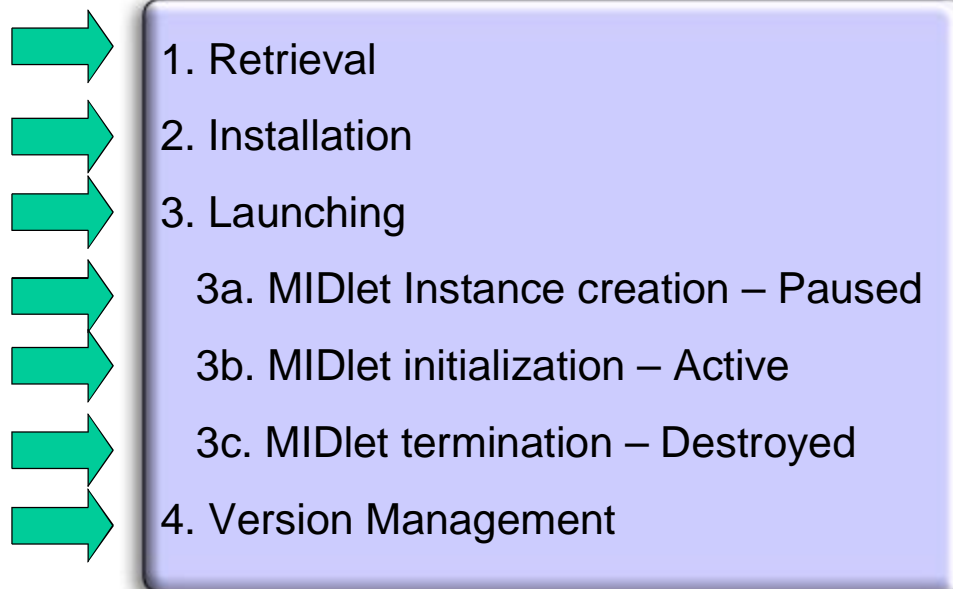 1. Retrieval
2. Installation
3. Launching
3a. MIDlet Instance creation – Paused
3b. MIDlet initialization – Active
3c. MIDlet termination – Destroyed
4. Version Management